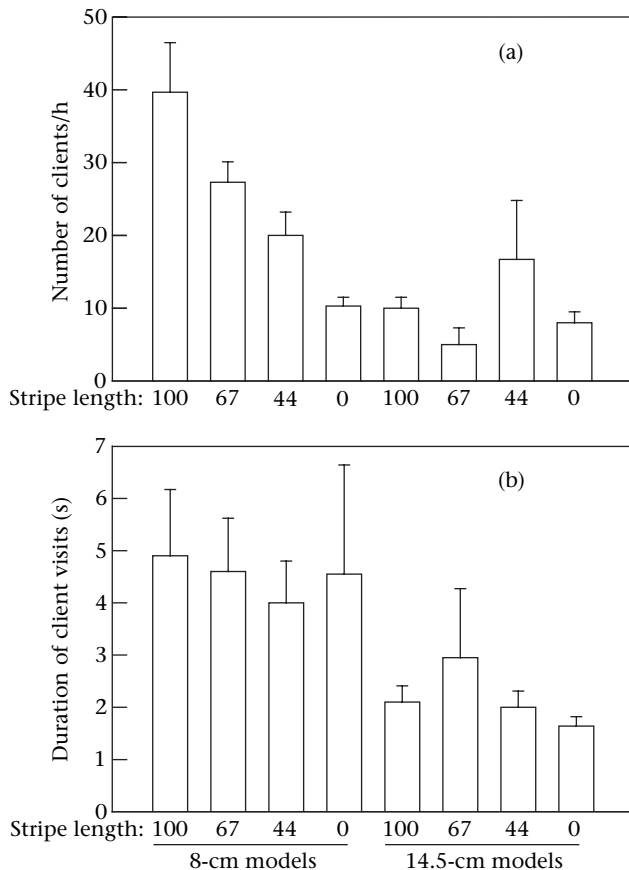 50
(a)
40
30
20
10
0
Number of clients/h
Stripe length: 100 67 44 0 100 67 44 0
7
(b)
6
5
4
3
2
1
0
Duration of client visits (s)
Stripe length: 100 67 44 0 100 67 44 0
8-cm models 14.5-cm models